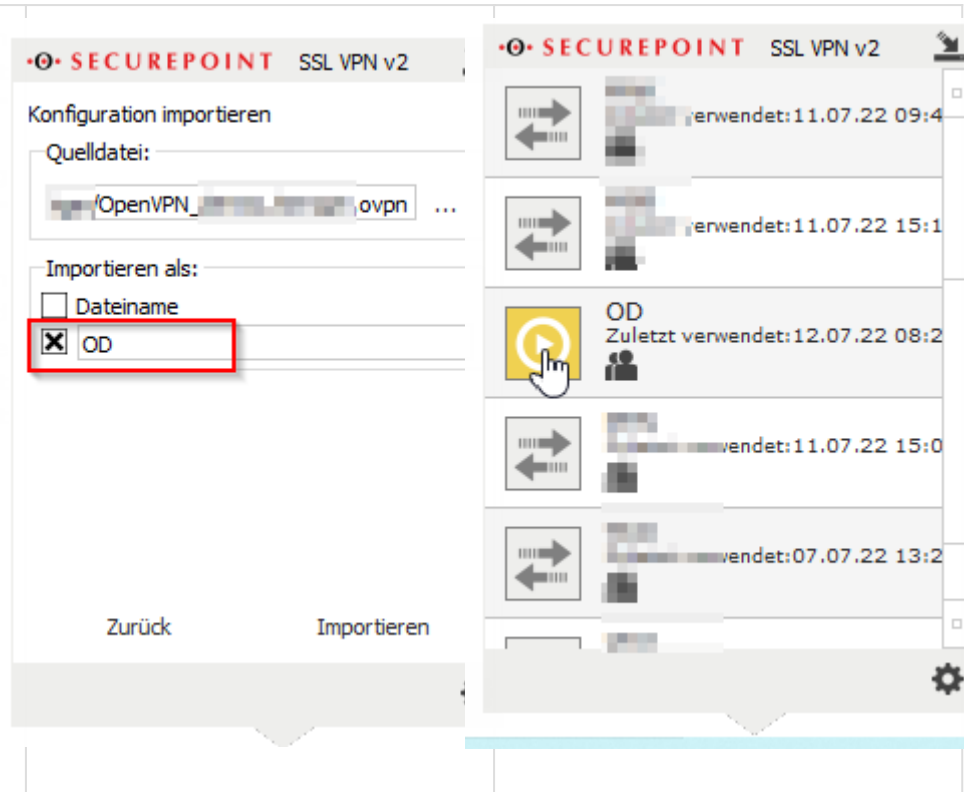 SECUREPOINT SSL VPN v2
Konfiguration importieren
Quelldatei:
/OpenVPN_ ovpn ...
Importieren als:
Dateiname
OD
Zurück Importieren
SECUREPOINT SSL VPN v2
erwendet:11.07.22 09:4
erwendet:11.07.22 15:1
OD
Zuletzt verwendet:12.07.22 08:2
wendet:11.07.22 15:0
wendet:07.07.22 13:2